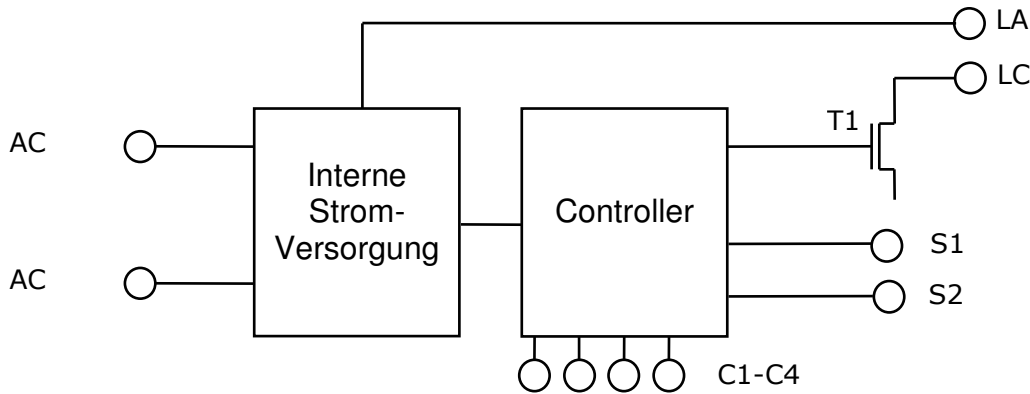 LA
LC
T1
AC
Interne
Strom-
Versorgung
Controller
S1
AC
S2
C1-C4